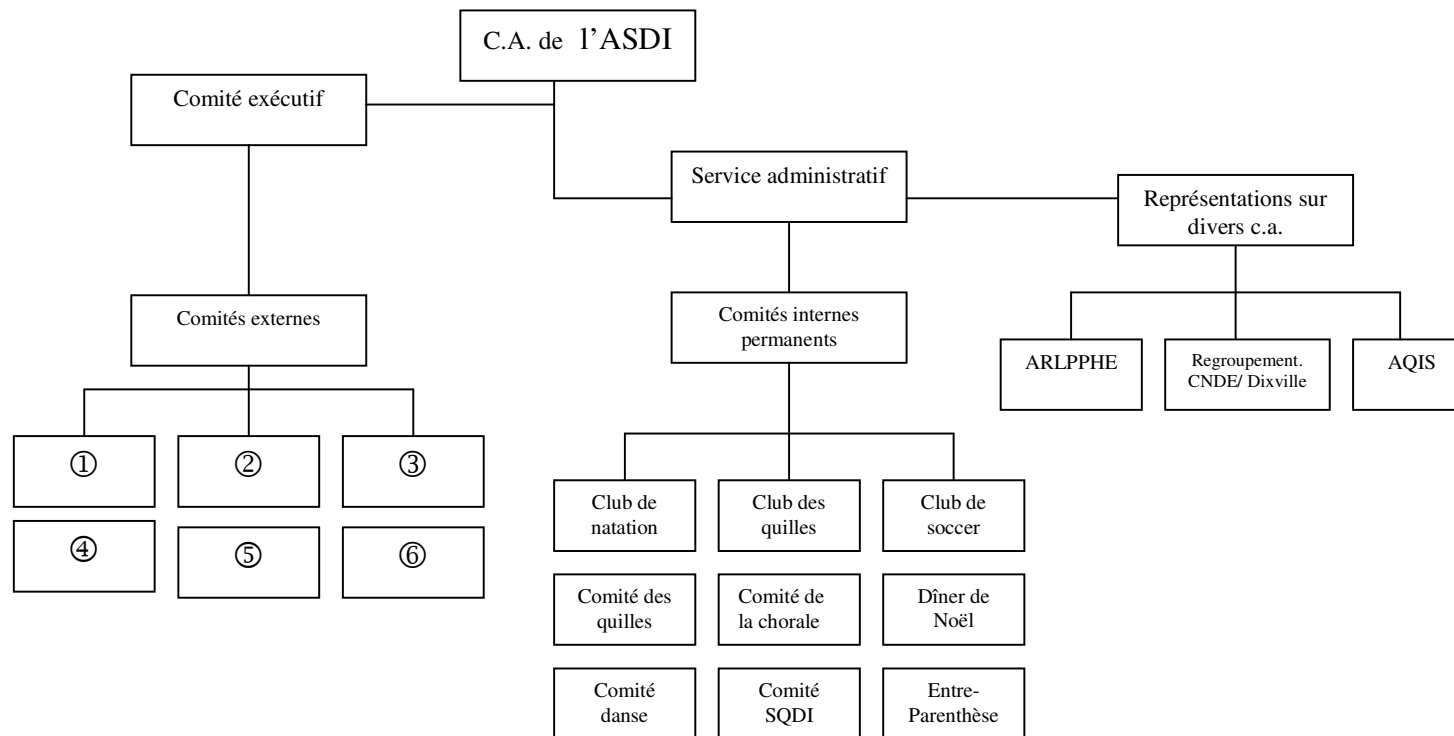 C.A. de l'ASDI
Comité exécutif
Service administratif
Représentations sur
divers c.a.
Comités externes
Comités internes
permanents
ARLPPHE
Regroupement.
CNDE/ Dixville
AQIS
①
②
③
④
⑤
⑥
Club de
natation
Club des
quilles
Club de
soccer
Comité des
quilles
Comité de
la chorale
Dîner de
Noël
Comité
danse
Comité
SQDI
Entre-
Parenthèse